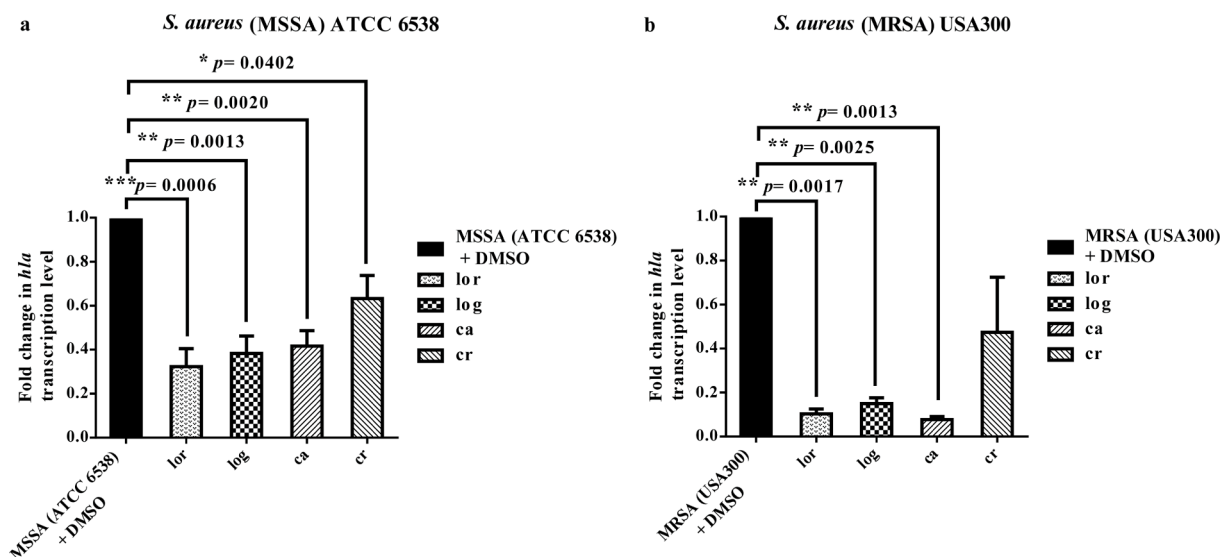 a
S. aureus (MSSA) ATCC 6538
* p= 0.0402
** p= 0.0020
** p= 0.0013
***p= 0.0006
Fold change in hla
transcription level
1.0
0.8
0.6
0.4
0.2
0.0
MSSA (ATCC 6538)
+ DMSO
lor
log
ca
cr
MSSA (ATCC 6538)
+ DMSO
lor
log
ca
cr
b
S. aureus (MRSA) USA300
** p= 0.0013
** p= 0.0025
** p= 0.0017
Fold change in hla
transcription level
1.0
0.8
0.6
0.4
0.2
0.0
MRSA (USA300)
+ DMSO
lor
log
ca
cr
MRSA (USA300)
+ DMSO
lor
log
ca
cr